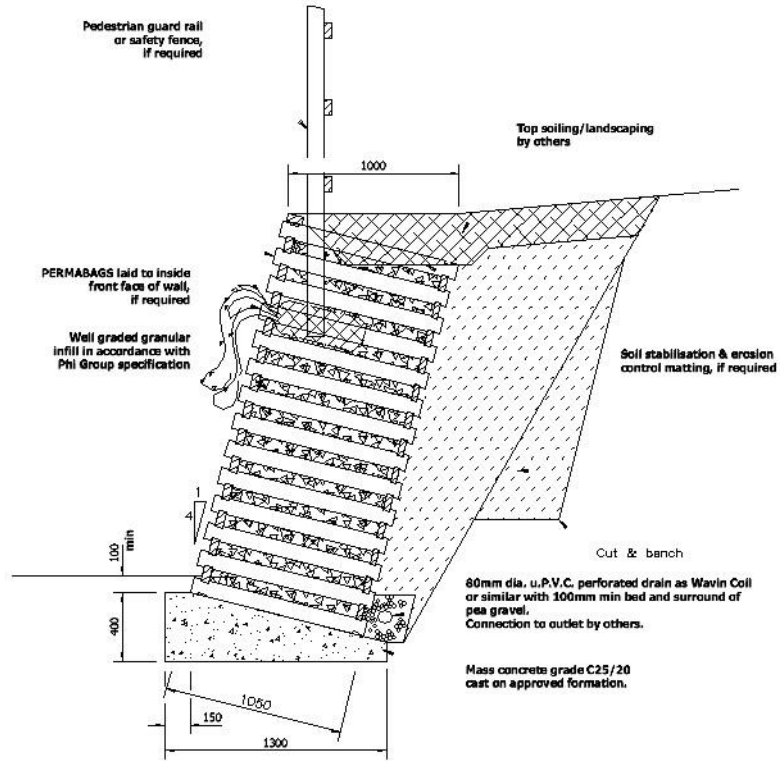 Pedestrian guard rail
or safety fence,
if required
Top soiling/landscaping
by others
1000
PERMABAGS laid to inside
front face of wall,
if required
Well graded granular
infill in accordance with
Phi Group specification
Soil stabilisation & erosion
control matting, if required
1
4
100
min
Cut & bench
80mm dia. u.P.V.C. perforated drain as Wavin Coil
or similar with 100mm min bed and surround of
pea gravel.
Connection to outlet by others.
400
Mass concrete grade C25/20
cast on approved formation.
1050
150
1300